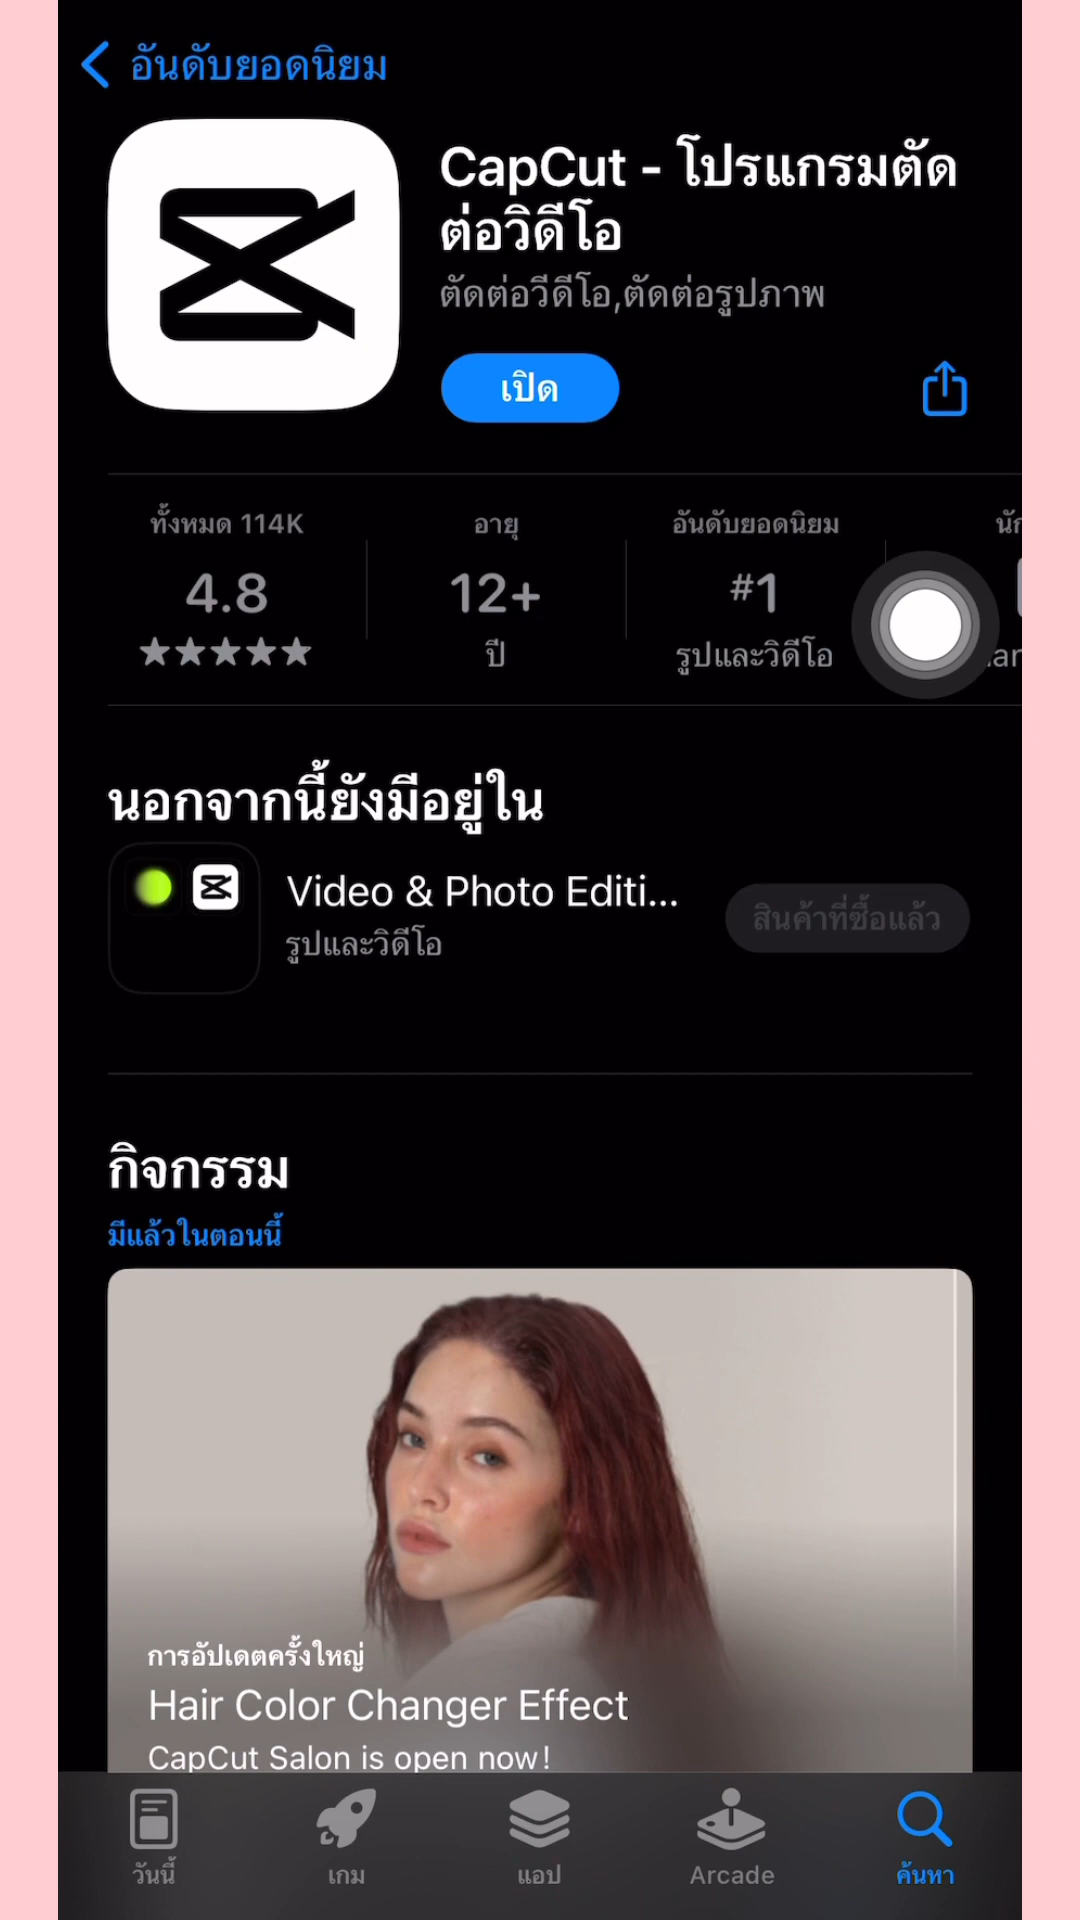 อันดับยอดนิยม
CapCut - โปรแกรมตัด
ต่อวิดีโอ
ตัดต่อวีดีโอ,ตัดต่อรูปภาพ
เปิด
ทั้งหมด 114K
4.8
อายุ
12+
ปี
อันดับยอดนิยม
#1
รูปและวิดีโอ
นอกจากนี้ยังมีอยู่ใน
Video & Photo Editi...
รูปและวิดีโอ
สินค้าที่ซื้อแล้ว
กิจกรรม
มีแล้วในตอนนี้
การอัปเดตครั้งใหญ่
Hair Color Changer Effect
CapCut Salon is open now!
วันนี้
เกม
แอป
Arcade
ค้นหา